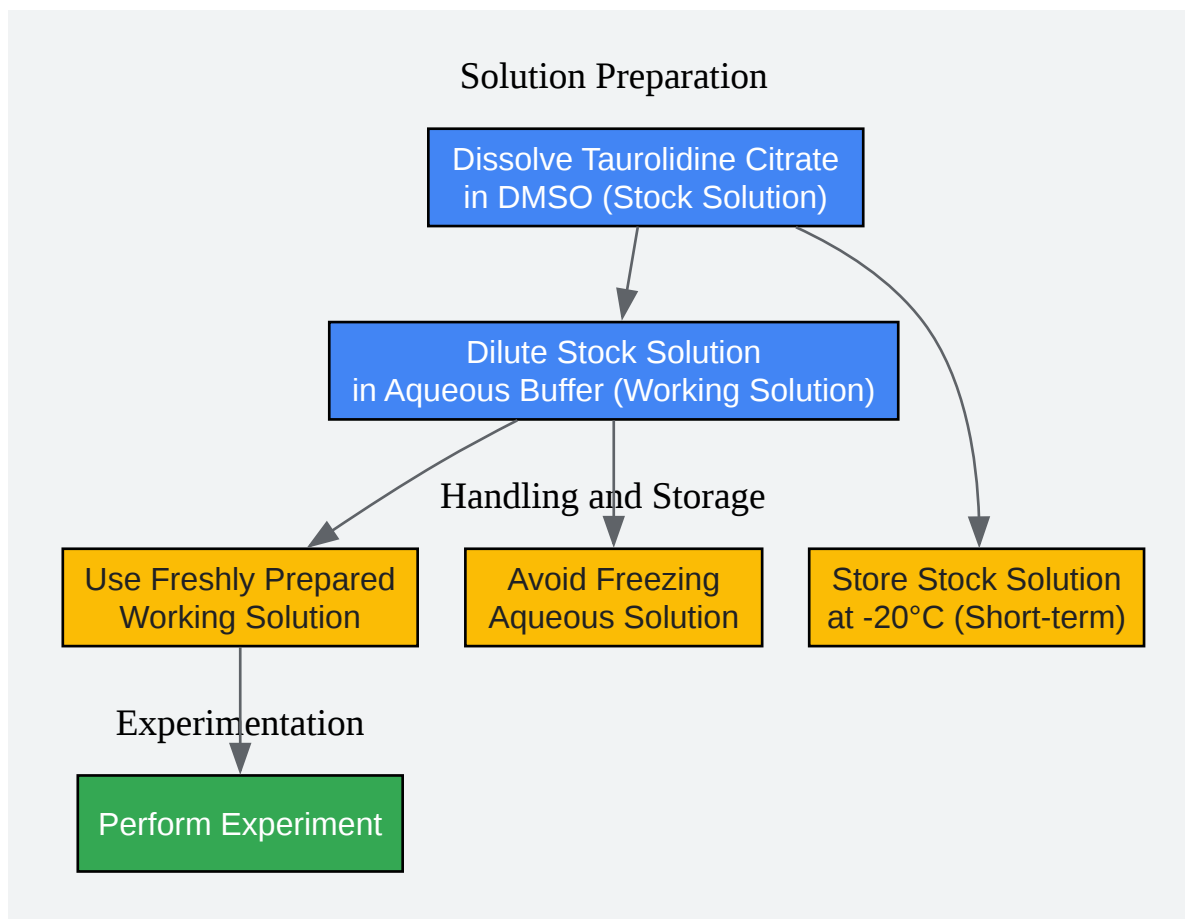 Solution Preparation
Dissolve Taurolidine Citrate
in DMSO (Stock Solution)
Dilute Stock Solution
in Aqueous Buffer (Working Solution)
Handling and Storage
Use Freshly Prepared
Working Solution
Avoid Freezing
Aqueous Solution
Store Stock Solution
at -20°C (Short-term)
Experimentation
Perform Experiment